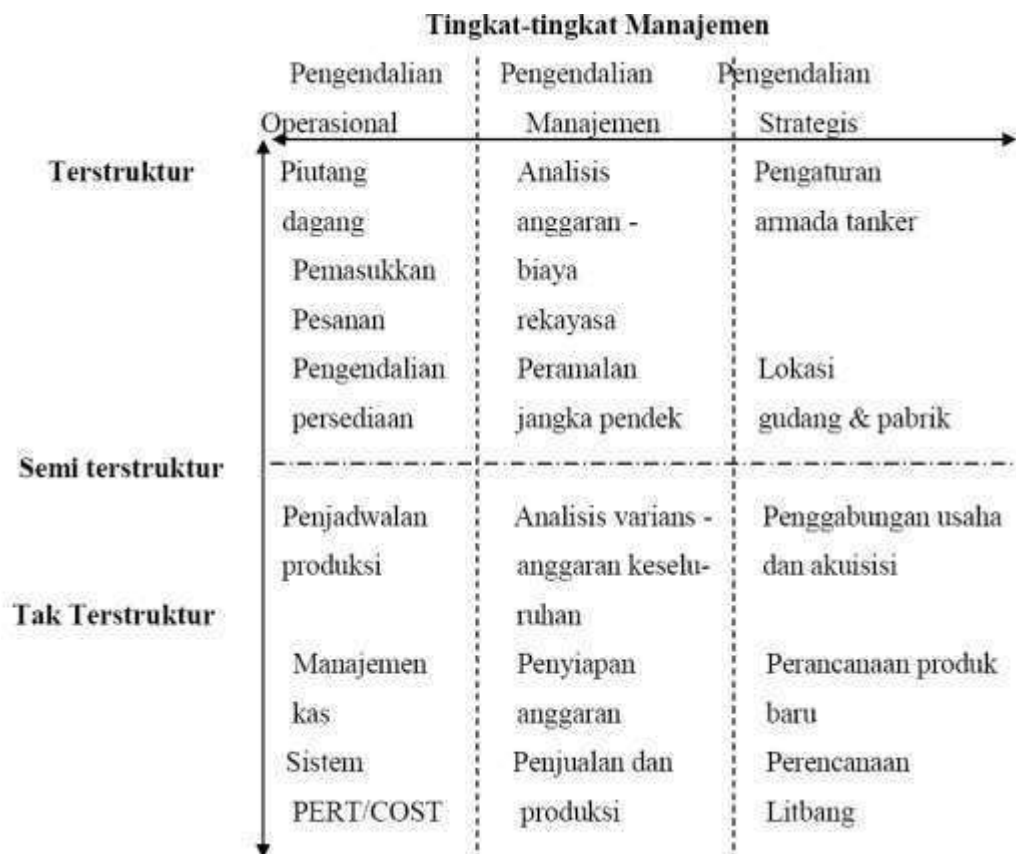 Tingkat-tingkat Manajemen
Pengendalian Pengendalian Pengendalian
Operasional Manajemen Strategis
Terstruktur Piutang Analisis Pengaturan
dagang anggaran - armada tanker
Pemasukkan biaya
Pesanan rekayasa
Pengendalian Peramalan Lokasi
persediaan jangka pendek gudang & pabrik
Semi terstruktur
Penjadwalan Analisis varians - Penggabungan usaha
produksi anggaran keselu- dan akuisisi
Tak Terstruktur ruhan
Manajemen Penyiapan Perancanaan produk
kas anggaran baru
Sistem Penjualan dan Perencanaan
PERT/COST produksi Litbang